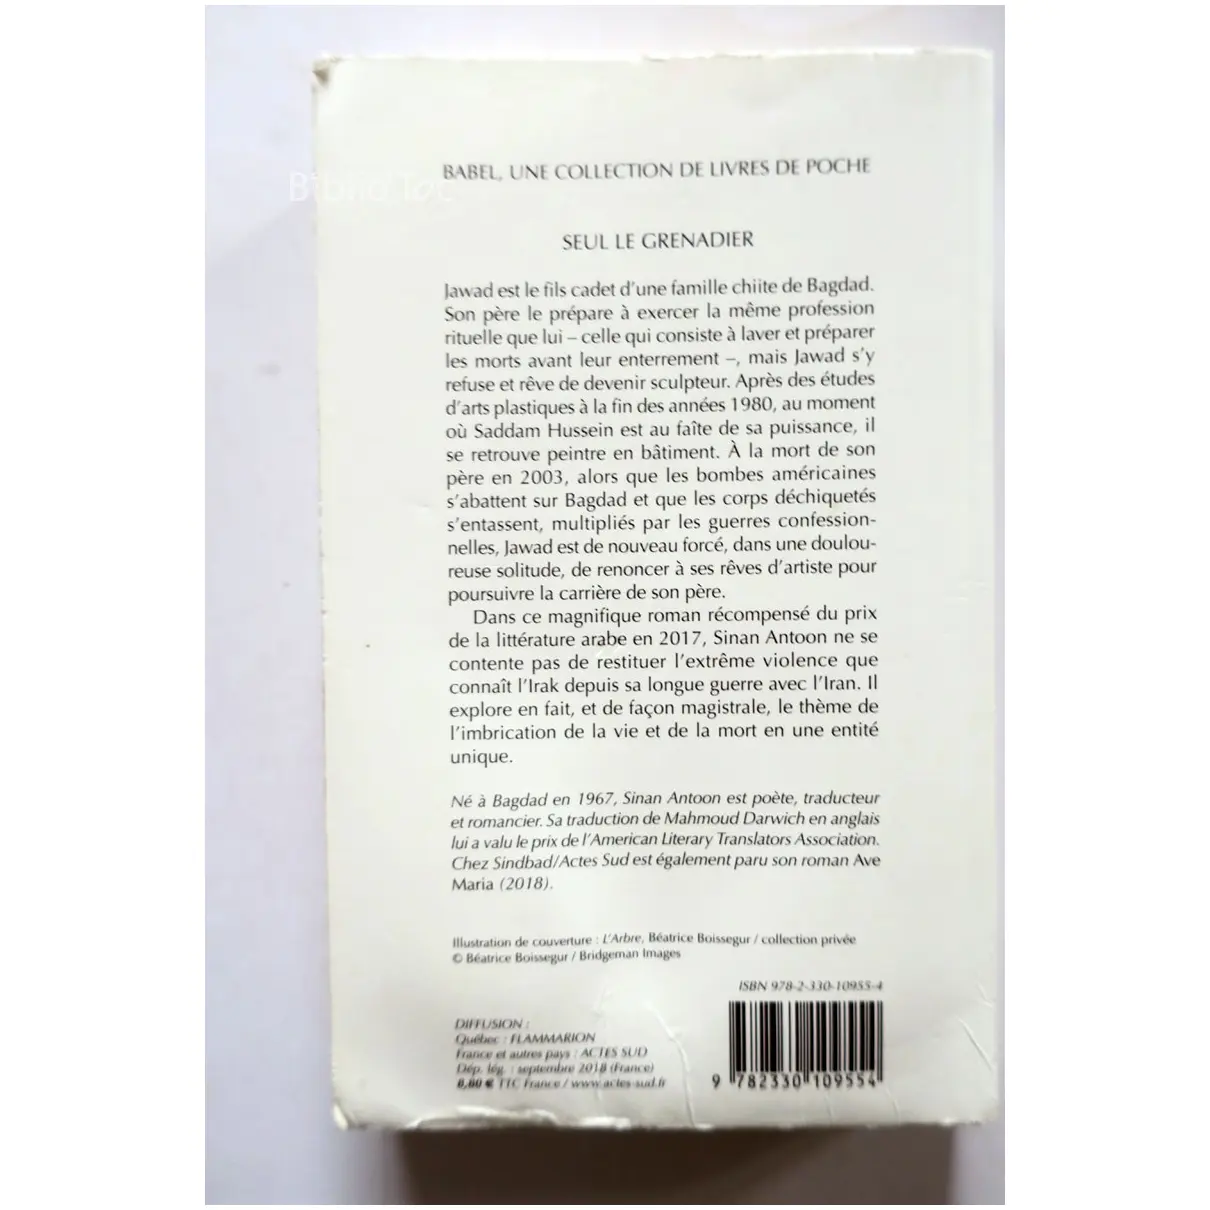 Biblio'Toc
BABEL, UNE COLLECTION DE LIVRES DE POCHE
SEUL LE GRENADIER
Jawad est le fils cadet d'une famille chiite de Bagdad.
Son père le prépare à exercer la même profession
rituelle que lui – celle qui consiste à laver et préparer
les morts avant leur enterrement –, mais Jawad s'y
refuse et rêve de devenir sculpteur. Après des études
d'arts plastiques à la fin des années 1980, au moment
où Saddam Hussein est au faîte de sa puissance, il
se retrouve peintre en bâtiment. À la mort de son
père en 2003, alors que les bombes américaines
s'abattent sur Bagdad et que les corps déchiquetés
s'entassent, multipliés par les guerres confession-
nelles, Jawad est de nouveau forcé, dans une doulou-
reuse solitude, de renoncer à ses rêves d'artiste pour
poursuivre la carrière de son père.
Dans ce magnifique roman récompensé du prix
de la littérature arabe en 2017, Sinan Antoon ne se
contente pas de restituer l'extrême violence que
connaît l'Irak depuis sa longue guerre avec l'Iran. Il
explore en fait, et de façon magistrale, le thème de
l'imbrication de la vie et de la mort en une entité
unique.
Né à Bagdad en 1967, Sinan Antoon est poète, traducteur
et romancier. Sa traduction de Mahmoud Darwich en anglais
lui a valu le prix de l'American Literary Translators Association.
Chez Sindbad/Actes Sud est également paru son roman Ave
Maria (2018).
Illustration de couverture : L'Arbre, Béatrice Boissegur / collection privée
© Béatrice Boissegur / Bridgeman Images
ISBN 978-2-330-10955-4
DIFFUSION :
Québec : FLAMMARION
France et autres pays : ACTES SUD
Dép. lég. : septembre 2018 (France)
€ TTC France / www.actes-sud.fr
9 782330 109554